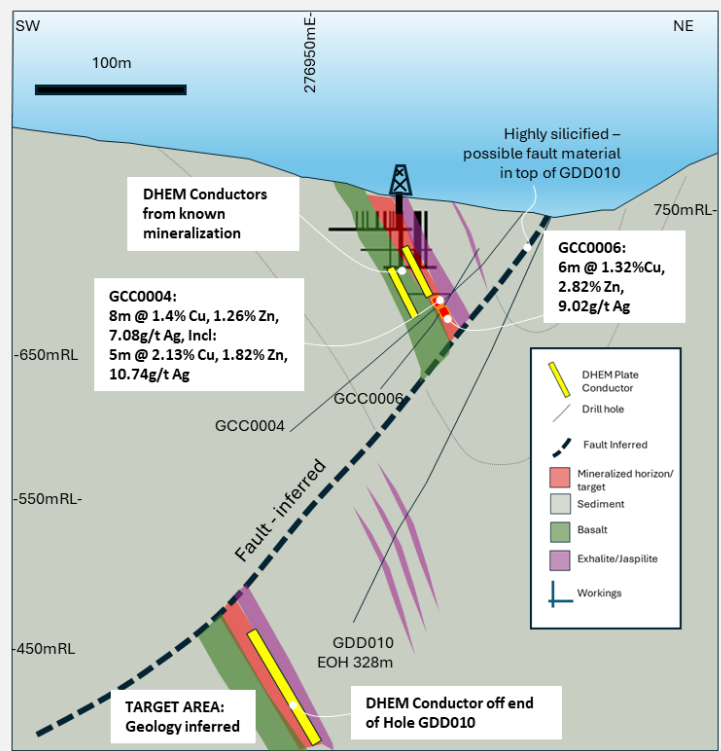 SW
276950mE-
NE
100m
Highly silicified –
possible fault material
in top of GDD010
DHEM Conductors
from known
mineralization
750mRL-
GCC0006:
6m @ 1.32%Cu,
2.82% Zn,
9.02g/t Ag
GCC0004:
8m @ 1.4% Cu, 1.26% Zn,
7.08g/t Ag, Incl:
5m @ 2.13% Cu, 1.82% Zn,
10.74g/t Ag
-650mRL
GCC0006
GCC0004
DHEM Plate
Conductor
Drill hole
Fault Inferred
Mineralized horizon/
target
Sediment
Basalt
Exhalite/Jaspilite
Workings
-550mRL-
Fault - inferred
-450mRL
GDD010
EOH 328m
TARGET AREA:
Geology inferred
DHEM Conductor off end
of Hole GDD010